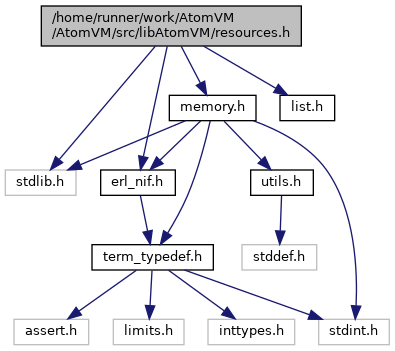 /home/runner/work/AtomVM
/AtomVM/src/libAtomVM/resources.h
memory.h
list.h
stdlib.h
erl_nif.h
utils.h
term_typedef.h
stddef.h
assert.h
limits.h
inttypes.h
stdint.h